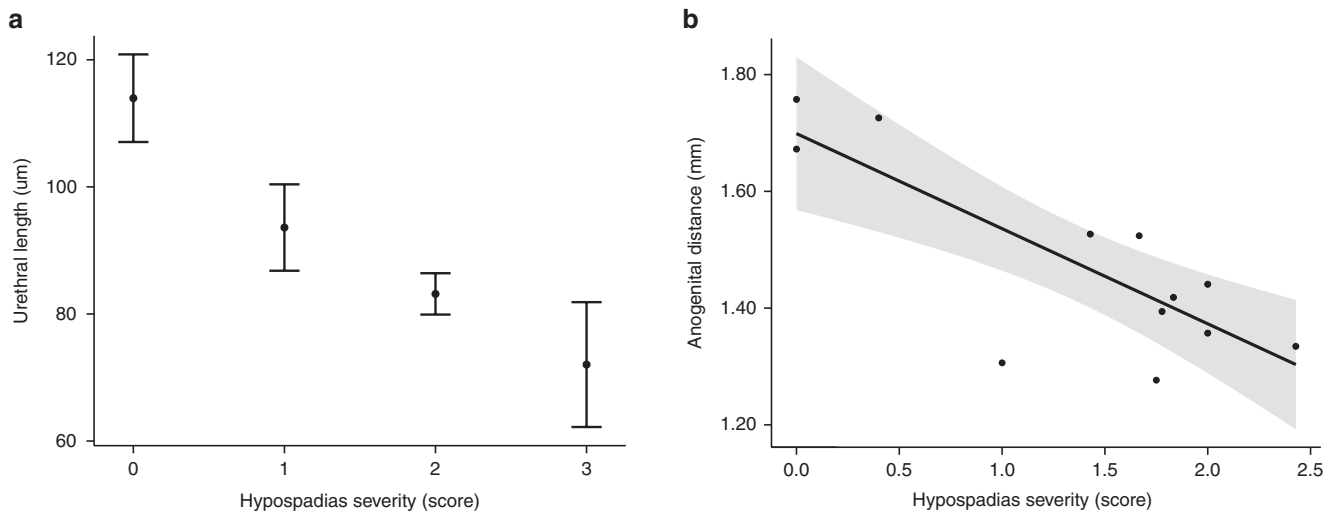 a
Urethral length (um)
120
100
80
60
0 1 2 3
Hypospadias severity (score)
b
Anogenital distance (mm)
1.80
1.60
1.40
1.20
0.0 0.5 1.0 1.5 2.0 2.5
Hypospadias severity (score)